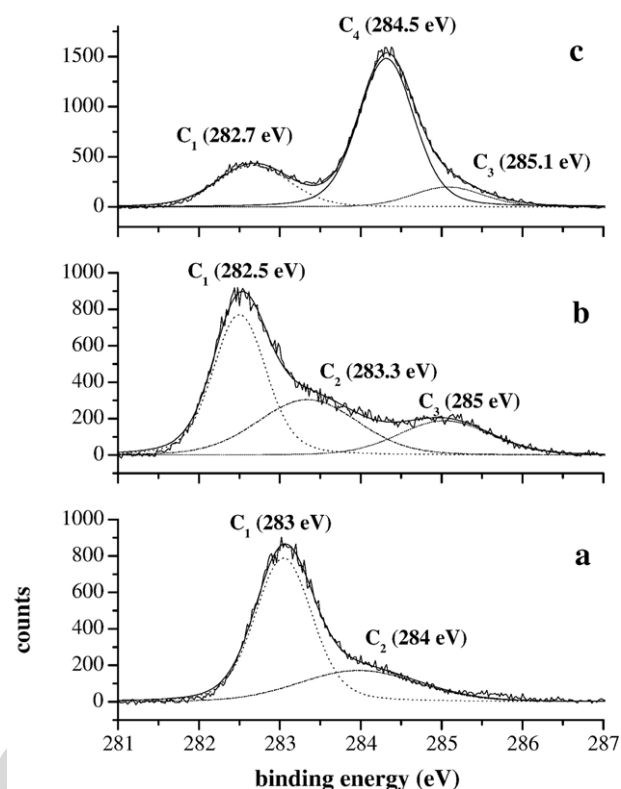 C4 (284.5 eV)
c
1500
1000
C1 (282.7 eV)
C3 (285.1 eV)
500
0
1000
C1 (282.5 eV)
b
800
600
C2 (283.3 eV)
400
C3 (285 eV)
200
0
1000
C1 (283 eV)
a
800
600
C2 (284 eV)
400
200
0
counts
281 282 283 284 285 286 287
binding energy (eV)